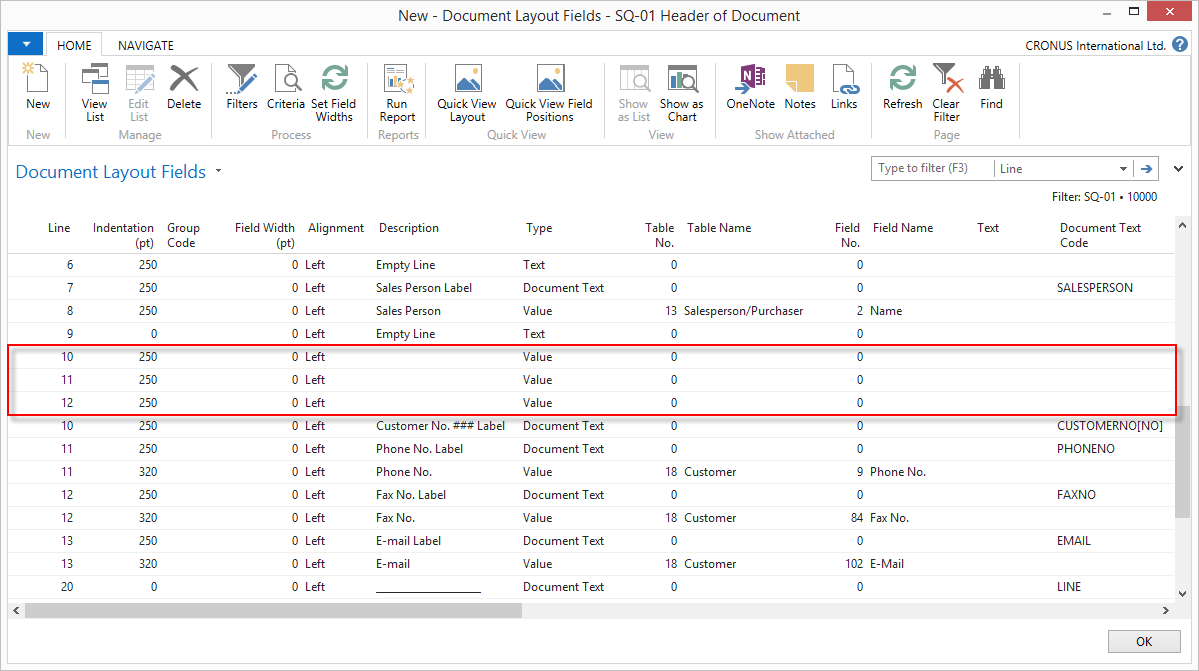 New - Document Layout Fields - SQ-01 Header of Document
HOME NAVIGATE CRONUS International Ltd. ?
New View List Edit List Delete Filters Criteria Set Field Widths Run Report Quick View Layout Quick View Field Positions Show as List Show as Chart OneNote Notes Links Refresh Clear Filter Find
New Manage Process Reports Quick View View Show Attached Page
Document Layout Fields Type to filter (F3) Line
Filter: SQ-01 • 10000
Line Indentation (pt) Group Code Field Width (pt) Alignment Description Type Table No. Table Name Field No. Field Name Text Document Text Code
6 250 0 Left Empty Line Text 0 0
7 250 0 Left Sales Person Label Document Text 0 0 SALESPERSON
8 250 0 Left Sales Person Value 13 Salesperson/Purchaser 2 Name
9 0 0 Left Empty Line Text 0 0
10 250 0 Left Value 0 0
11 250 0 Left Value 0 0
12 250 0 Left Value 0 0
10 250 0 Left Customer No. ### Label Document Text 0 0 CUSTOMERNO[NO]
11 250 0 Left Phone No. Label Document Text 0 0 PHONENO
11 320 0 Left Phone No. Value 18 Customer 9 Phone No.
12 250 0 Left Fax No. Label Document Text 0 0 FAXNO
12 320 0 Left Fax No. Value 18 Customer 84 Fax No.
13 250 0 Left E-mail Label Document Text 0 0 EMAIL
13 320 0 Left E-mail Value 18 Customer 102 E-Mail
20 0 0 Left __________________ Document Text 0 0 LINE
OK